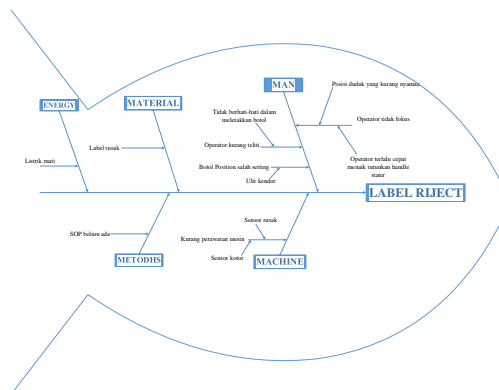 MAN
Posisi duduk yang kurang nyaman
ENERGY
MATERIAL
Tidak berhati-hati dalam
meletakkan botol
Operator tidak fokus
Label rusak
Operator kurang teliti
Listrik mati
Botol Position salah setting
Operator terlalu cepat
menaik turunkan handle
stater
Ulir kendor
LABEL RIJECT
Sensor rusak
SOP belum ada
Kurang perawatan mesin
Sensor kotor
METODHS
MACHINE